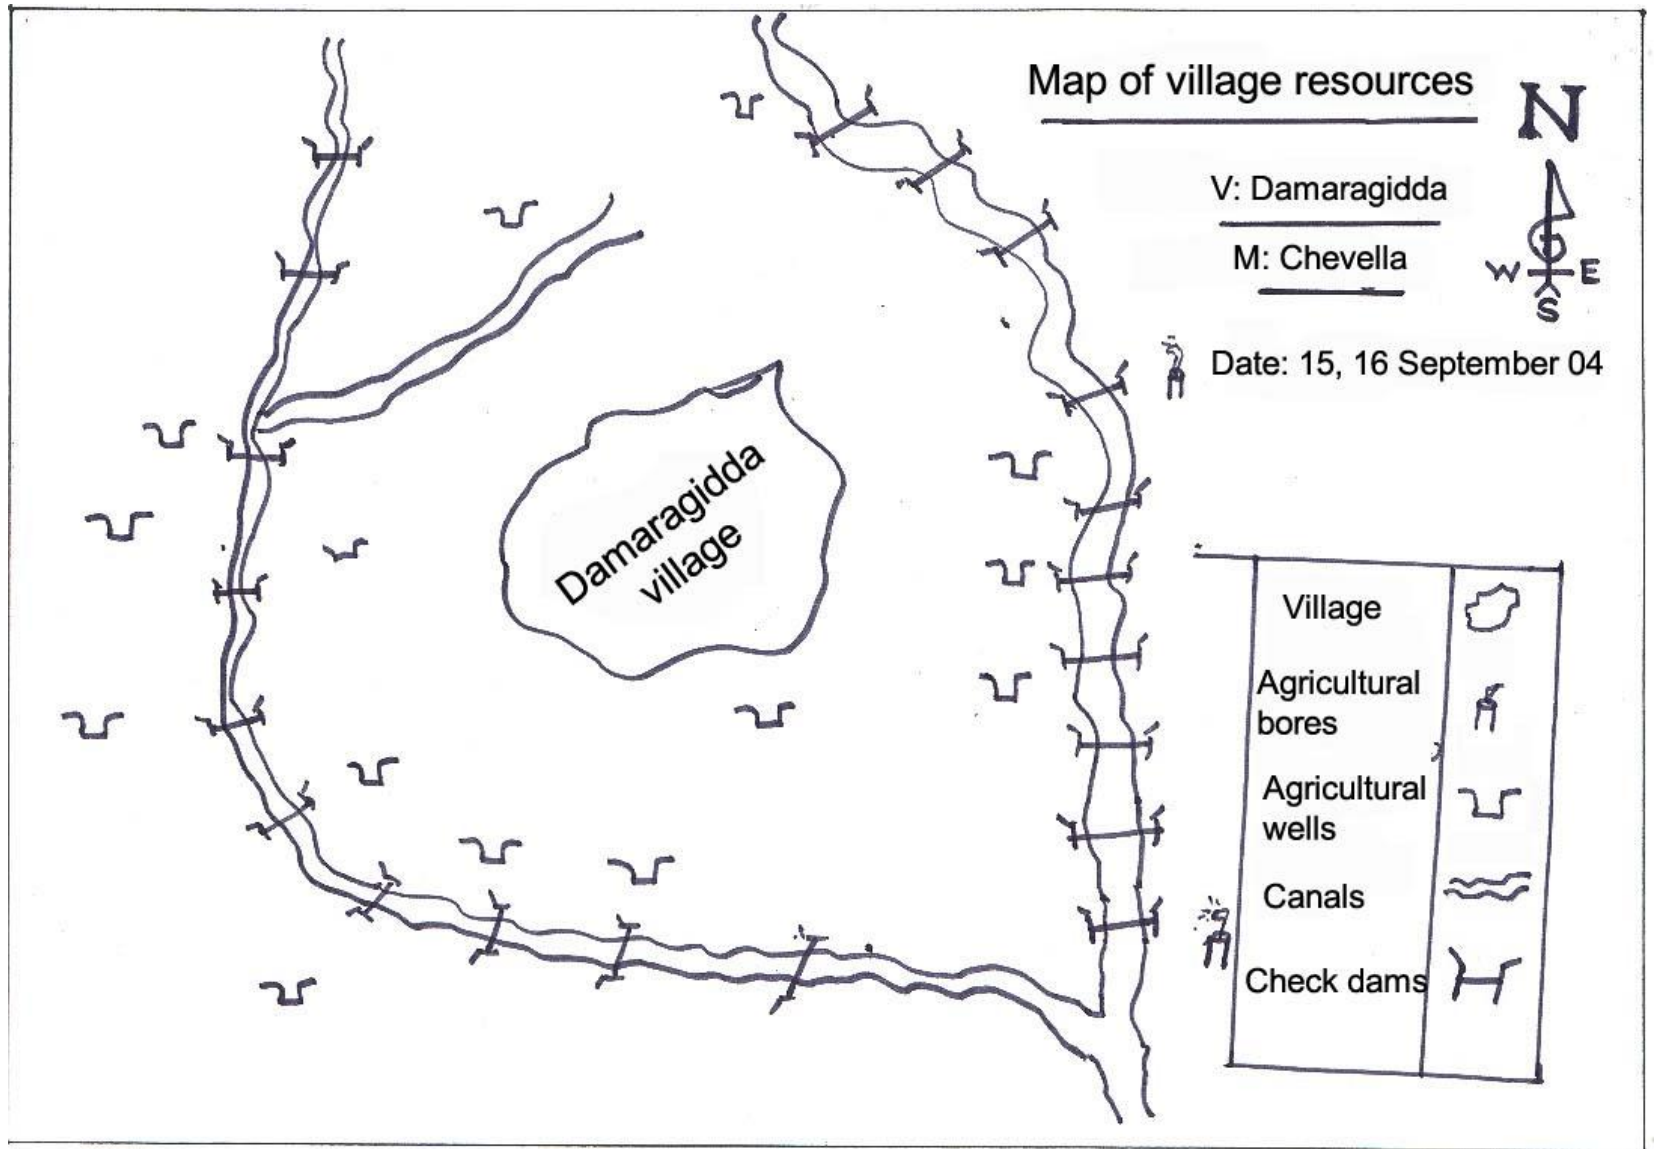 Map of village resources
N
V: Damaragidda
M: Chevella
W E
S
Date: 15, 16 September 04
Damaragidda
village
Village
Agricultural
bores
Agricultural
wells
Canals
Check dams